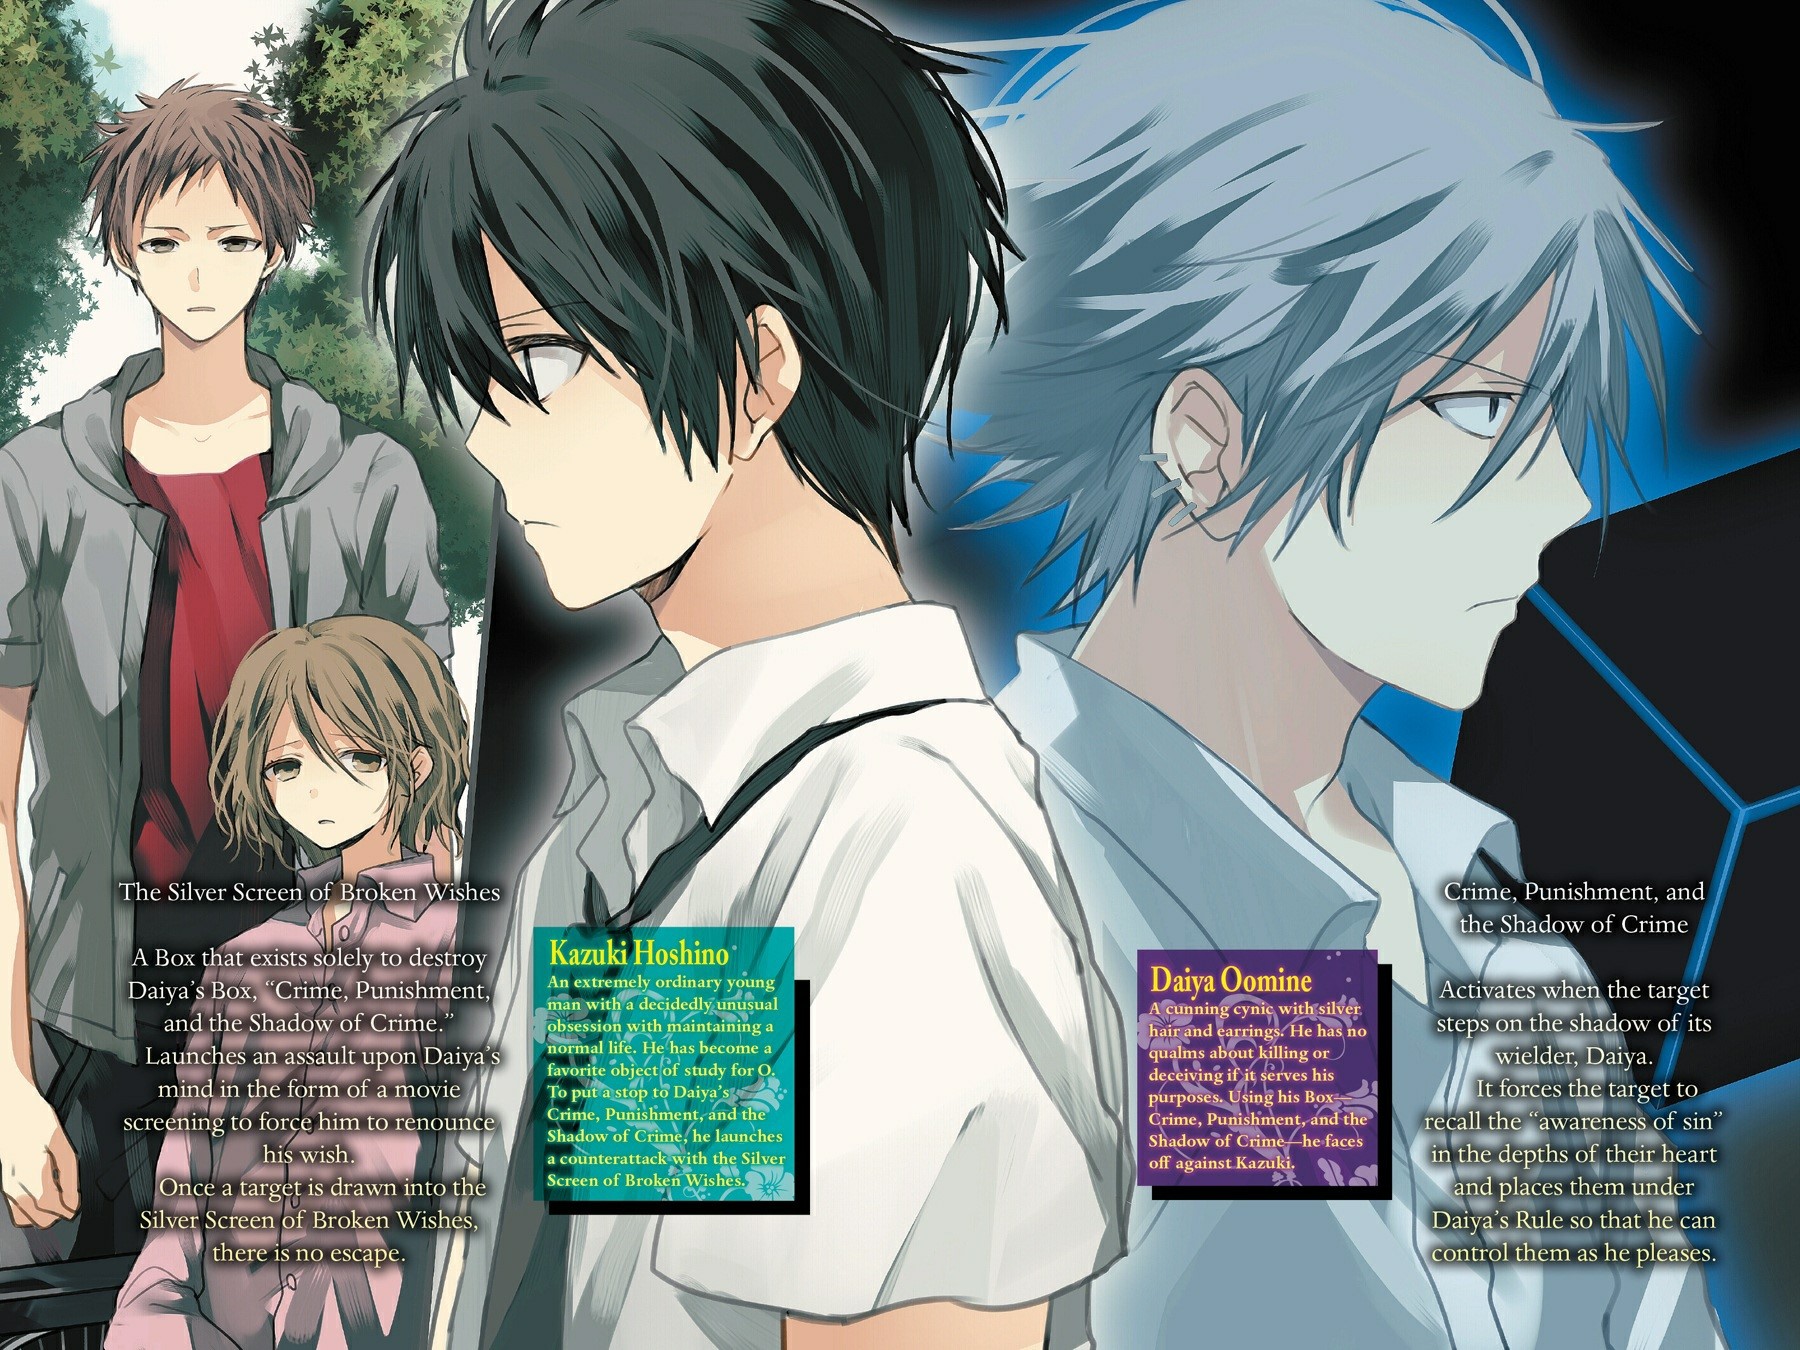 The Silver Screen of Broken Wishes
A Box that exists solely to destroy
Daiya's Box, “Crime, Punishment,
and the Shadow of Crime.”
Launches an assault upon Daiya's
mind in the form of a movie
screening to force him to renounce
his wish.
Once a target is drawn into the
Silver Screen of Broken Wishes,
there is no escape.
Kazuki Hoshino
An extremely ordinary young
man with a decidedly unusual
obsession with maintaining a
normal life. He has become a
favorite object of study for O.
To put a stop to Daiya's
Crime, Punishment, and the
Shadow of Crime, he launches
a counterattack with the Silver
Screen of Broken Wishes.
Daiya Oomine
A cunning cynic with silver
hair and earrings. He has no
qualms about killing or
deceiving if it serves his
purposes. Using his Box—
Crime, Punishment, and the
Shadow of Crime—he faces
off against Kazuki.
Crime, Punishment, and
the Shadow of Crime
Activates when the target
steps on the shadow of its
wielder, Daiya.
It forces the target to
recall the “awareness of sin”
in the depths of their heart
and places them under
Daiya's Rule so that he can
control them as he pleases.